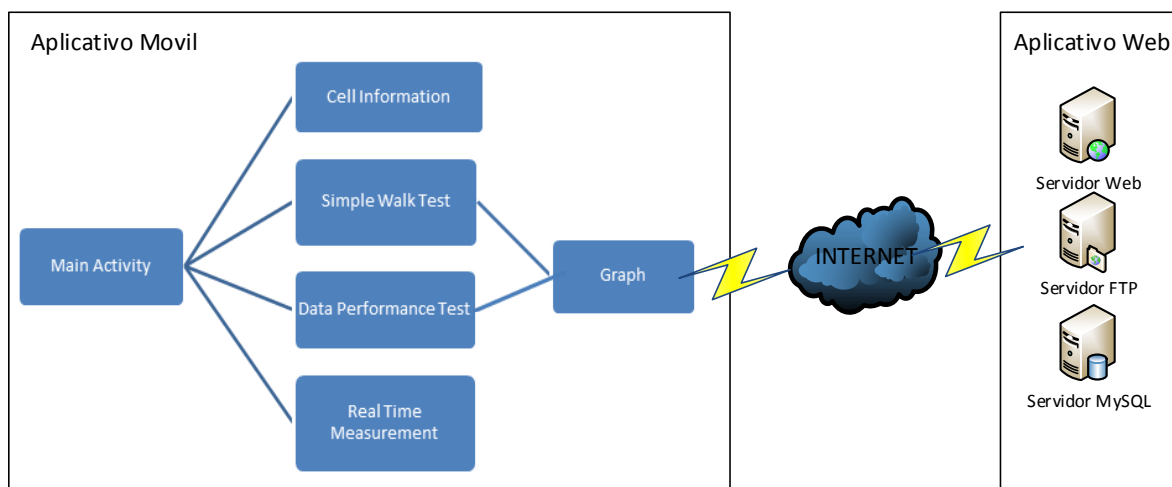 Aplicativo Movil
Cell Information
Simple Walk Test
Main Activity
Data Performance Test
Real Time
Measurement
Graph
INTERNET
Aplicativo Web
Servidor Web
Servidor FTP
Servidor MySQL